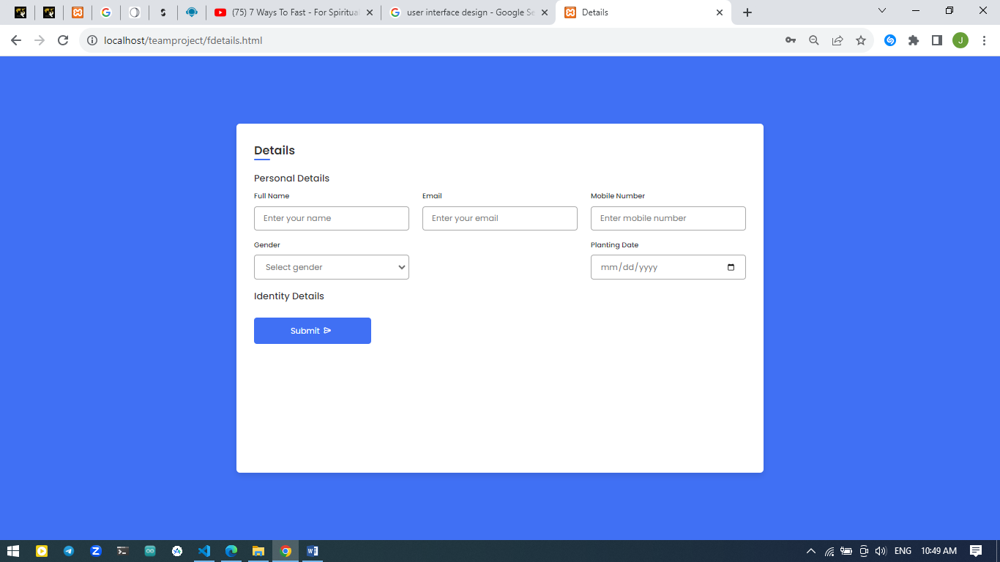 (75) 7 Ways To Fast - For Spiritual
user interface design - Google Se
Details
localhost/teamproject/fdetails.html
J
Details
Personal Details
Full Name Email Mobile Number
Enter your name Enter your email Enter mobile number
Gender Planting Date
Select gender mm/dd/yyyy
Identity Details
Submit
ENG 10:49 AM